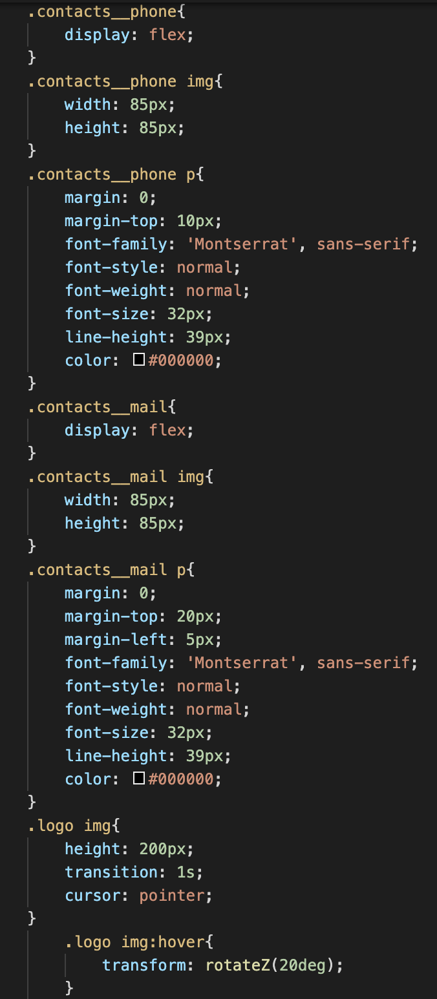 .contacts__phone{
    display: flex;
}
.contacts__phone img{
    width: 85px;
    height: 85px;
}
.contacts__phone p{
    margin: 0;
    margin-top: 10px;
    font-family: 'Montserrat', sans-serif;
    font-style: normal;
    font-weight: normal;
    font-size: 32px;
    line-height: 39px;
    color: #000000;
}
.contacts__mail{
    display: flex;
}
.contacts__mail img{
    width: 85px;
    height: 85px;
}
.contacts__mail p{
    margin: 0;
    margin-top: 20px;
    margin-left: 5px;
    font-family: 'Montserrat', sans-serif;
    font-style: normal;
    font-weight: normal;
    font-size: 32px;
    line-height: 39px;
    color: #000000;
}
.logo img{
    height: 200px;
    transition: 1s;
    cursor: pointer;
}
    .logo img:hover{
        transform: rotateZ(20deg);
    }